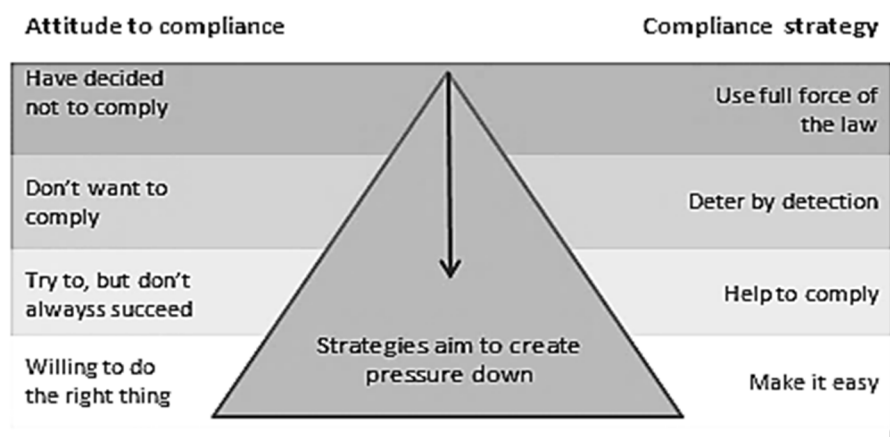 Attitude to compliance
Compliance strategy
Have decided
not to comply
Use full force of
the law
Don't want to
comply
Deter by detection
Try to, but don't
alwayss succeed
Help to comply
Strategies aim to create
pressure down
Willing to do
the right thing
Make it easy